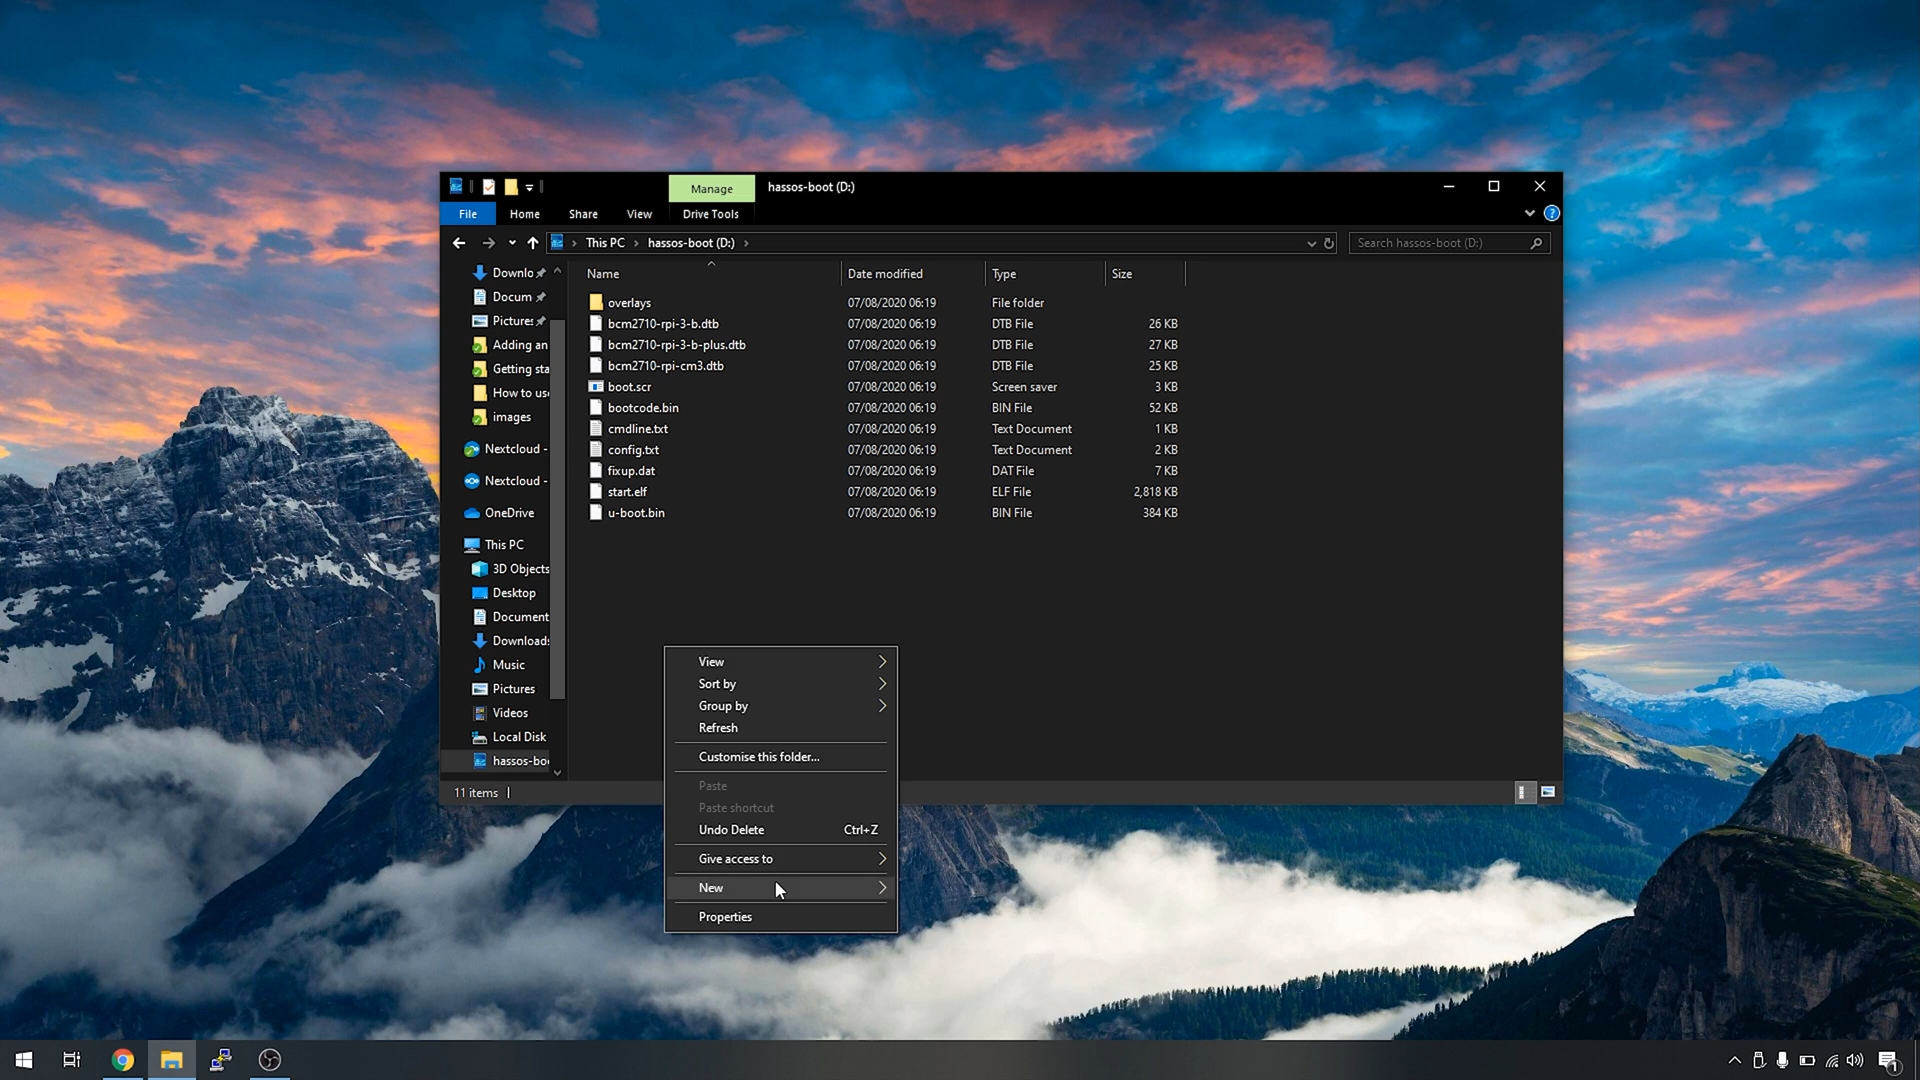 Manage
hassos-boot (D:)
File
Home
Share
View
Drive Tools
This PC
hassos-boot (D:)
Search hassos-boot (D:)
Downlo
Docum
Pictures
Adding an
Getting sta
How to use
images
Nextcloud -
Nextcloud -
OneDrive
This PC
3D Objects
Desktop
Document
Downloads
Music
Pictures
Videos
Local Disk
hassos-boo
Name Date modified Type Size
overlays 07/08/2020 06:19 File folder
bcm2710-rpi-3-b.dtb 07/08/2020 06:19 DTB File 26 KB
bcm2710-rpi-3-b-plus.dtb 07/08/2020 06:19 DTB File 27 KB
bcm2710-rpi-cm3.dtb 07/08/2020 06:19 DTB File 25 KB
boot.scr 07/08/2020 06:19 Screen saver 3 KB
bootcode.bin 07/08/2020 06:19 BIN File 52 KB
cmdline.txt 07/08/2020 06:19 Text Document 1 KB
config.txt 07/08/2020 06:19 Text Document 2 KB
fixup.dat 07/08/2020 06:19 DAT File 7 KB
start.elf 07/08/2020 06:19 ELF File 2,818 KB
u-boot.bin 07/08/2020 06:19 BIN File 384 KB
View
Sort by
Group by
Refresh
Customise this folder...
Paste
Paste shortcut
Undo Delete Ctrl+Z
Give access to
New
Properties
11 items
1